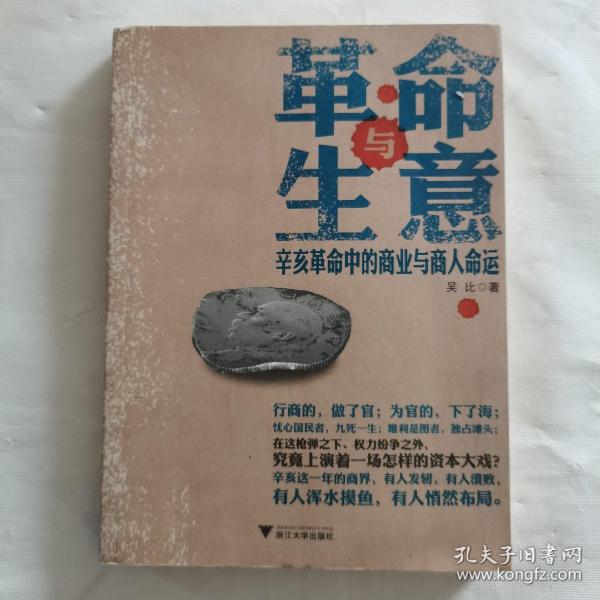 革命
与
生意
辛亥革命中的商业与商人命运
吴 比◎著
行商的，做了官；为官的，下了海；
忧心国民者，九死一生；唯利是图者，独占滩头；
在这枪弹之下、权力纷争之外，
究竟上演着一场怎样的资本大戏？
辛亥这一年的商界，有人发轫，有人溃败，
有人浑水摸鱼，有人悄然布局。
ZHEJIANG UNIVERSITY PRESS
浙江大学出版社
孔夫子旧书网
www.kongfz.com